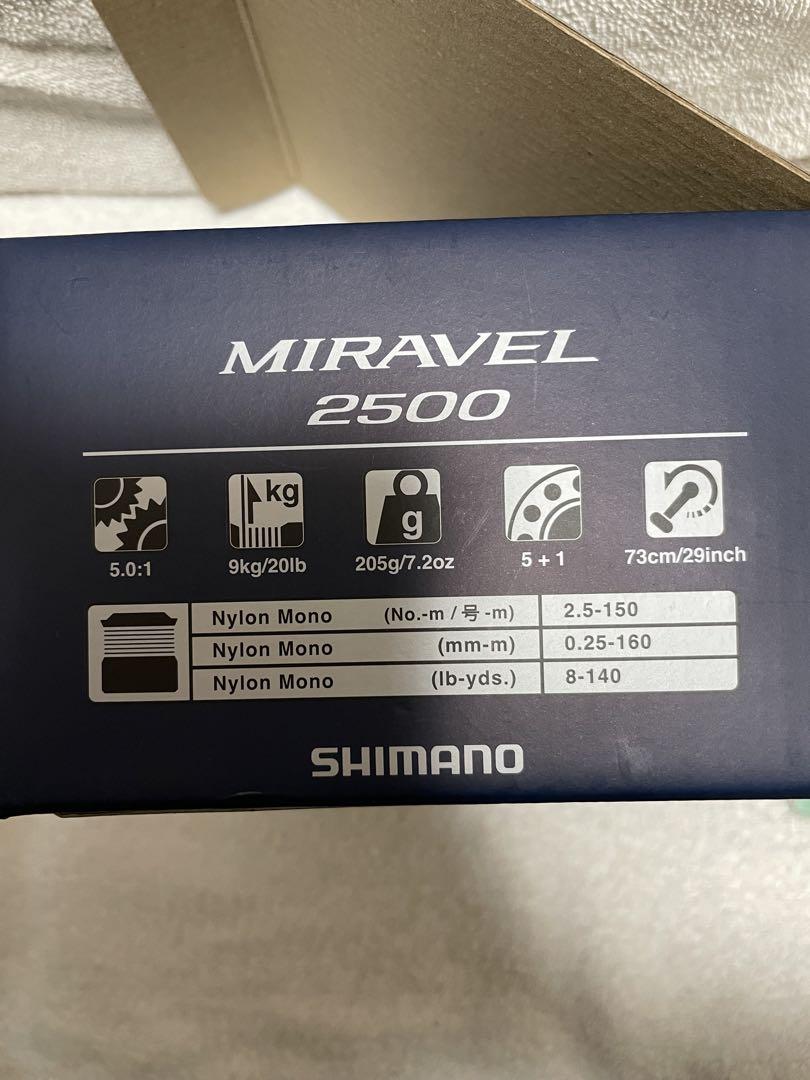 MIRAVEL
2500
kg
g
5.0:1
9kg/20lb
205g/7.2oz
5 + 1
73cm/29inch
Nylon Mono (No.-m / 号 -m) 2.5-150
Nylon Mono (mm-m) 0.25-160
Nylon Mono (lb-yds.) 8-140
SHIMANO